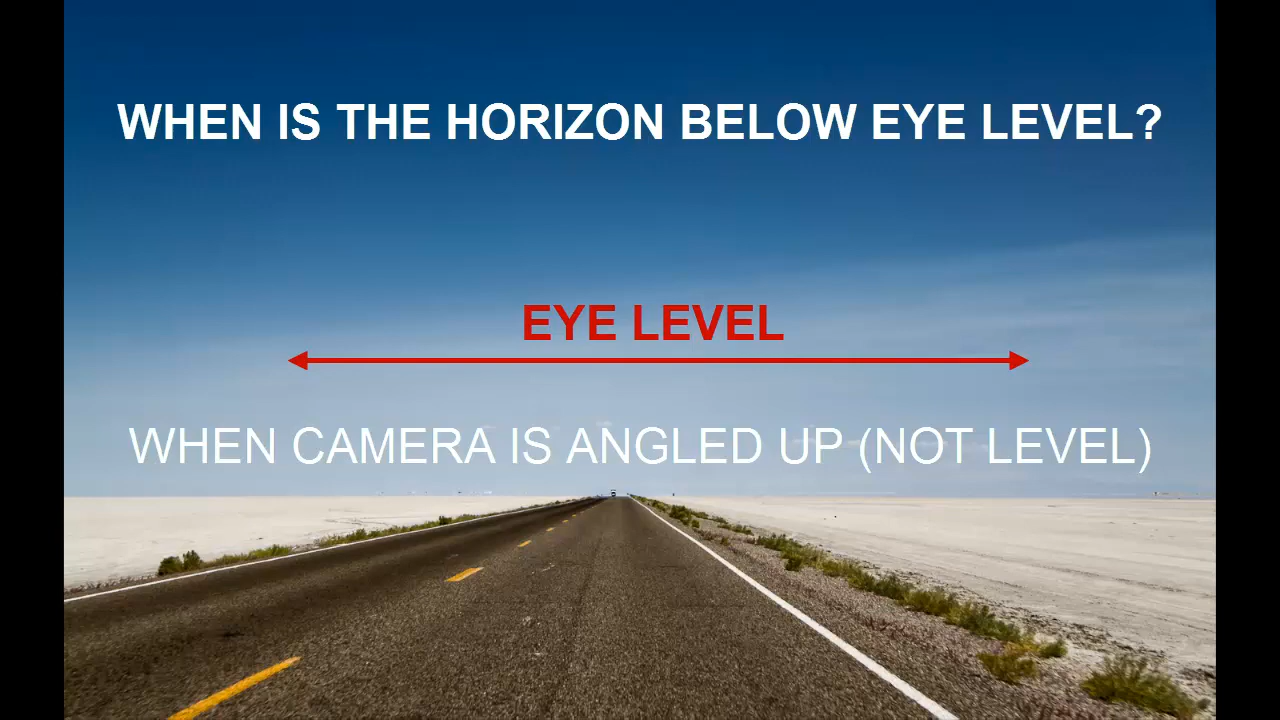 WHEN IS THE HORIZON BELOW EYE LEVEL?
EYE LEVEL
WHEN CAMERA IS ANGLED UP (NOT LEVEL)